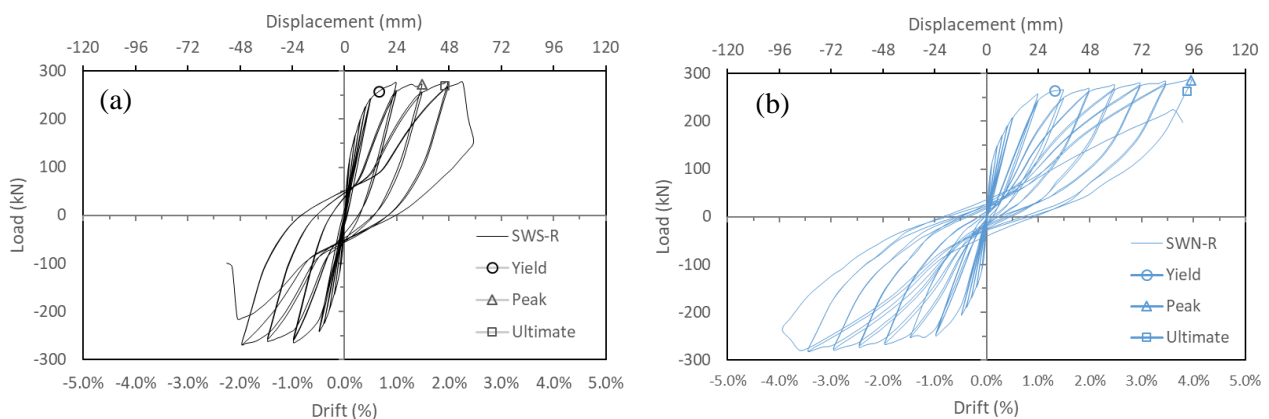 Displacement (mm)
-120 -96 -72 -48 -24 0 24 48 72 96 120
300
200
100
0
-100
-200
-300
Load (kN)
(a)
SWS-R
Yield
Peak
Ultimate
-5.0% -4.0% -3.0% -2.0% -1.0% 0.0% 1.0% 2.0% 3.0% 4.0% 5.0%
Drift (%)
Displacement (mm)
-120 -96 -72 -48 -24 0 24 48 72 96 120
300
200
100
0
-100
-200
-300
Load (kN)
(b)
SWN-R
Yield
Peak
Ultimate
-5.0% -4.0% -3.0% -2.0% -1.0% 0.0% 1.0% 2.0% 3.0% 4.0% 5.0%
Drift (%)